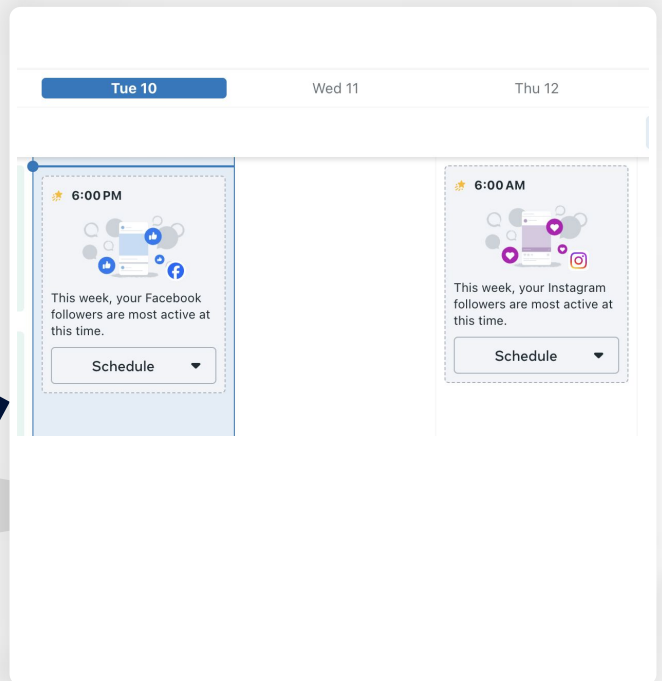 Tue 10
Wed 11
Thu 12
6:00 PM
This week, your Facebook
followers are most active at
this time.
Schedule
6:00 AM
This week, your Instagram
followers are most active at
this time.
Schedule